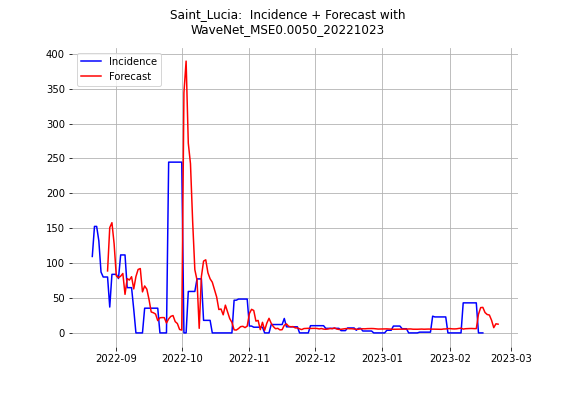 Saint_Lucia:  Incidence + Forecast with
WaveNet_MSE0.0050_20221023
Incidence
Forecast
400
350
300
250
200
150
100
50
0
2022-09 2022-10 2022-11 2022-12 2023-01 2023-02 2023-03